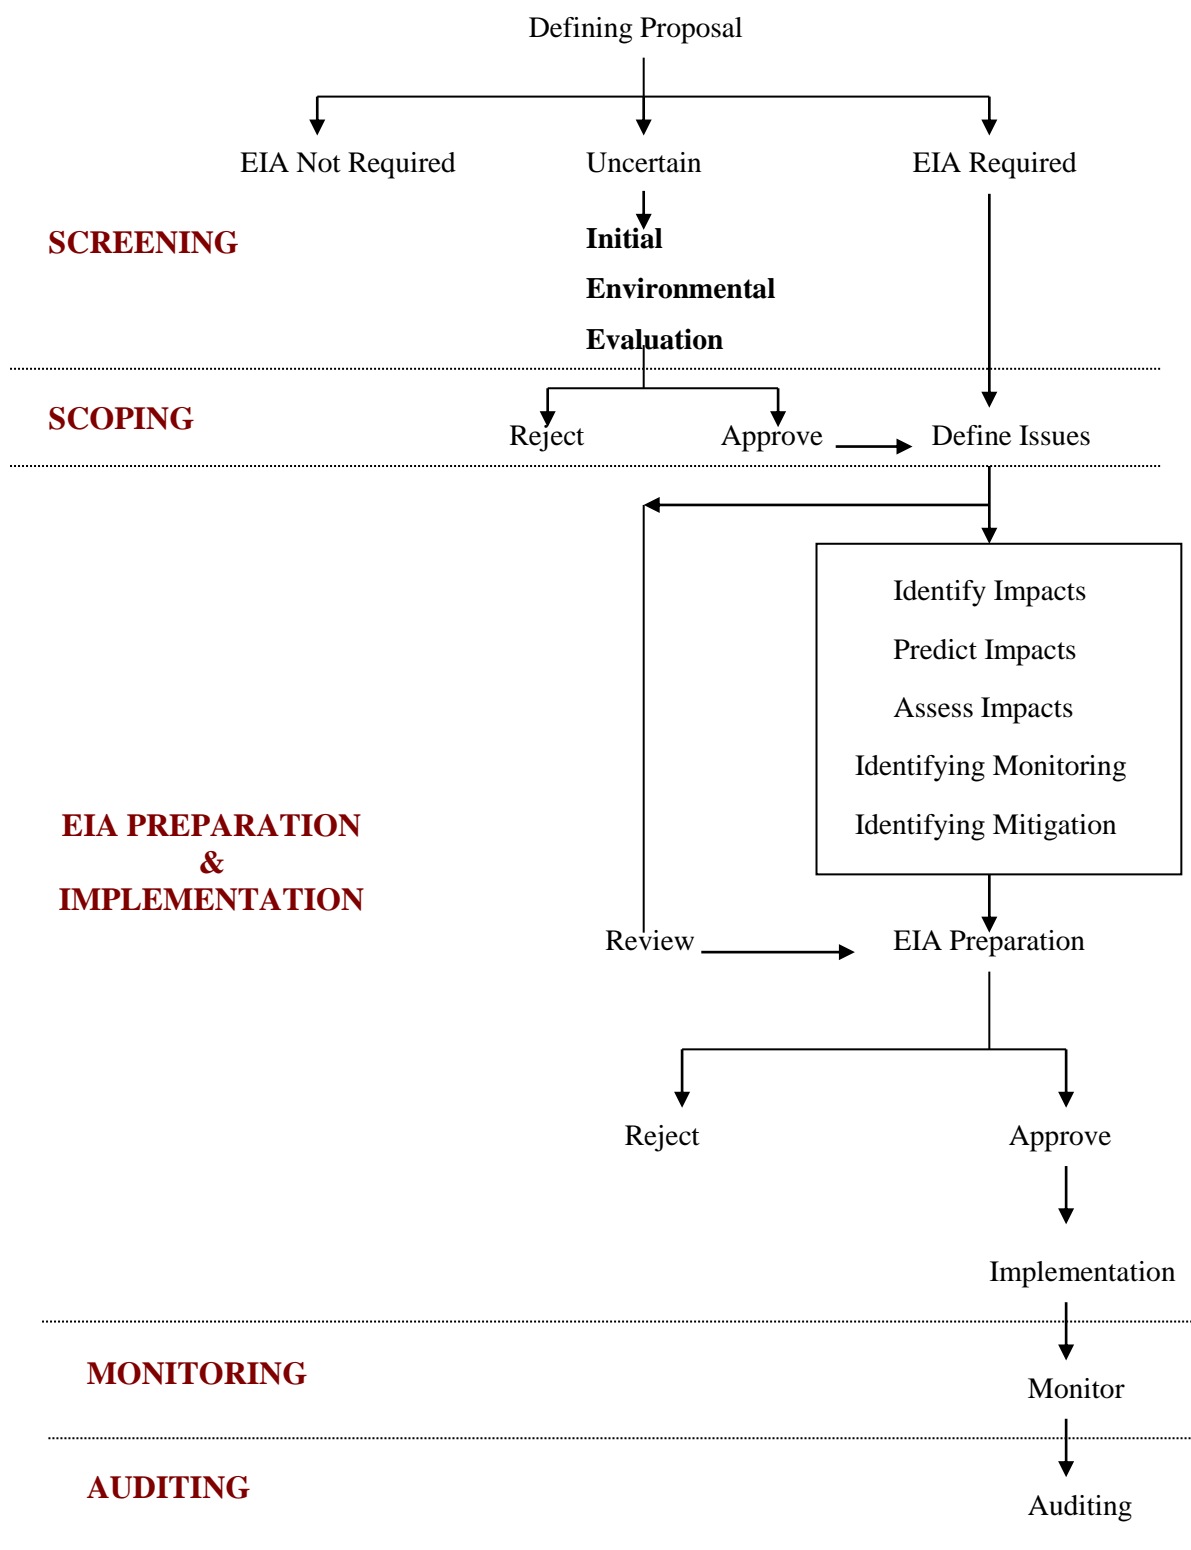 Defining Proposal
EIA Not Required
Uncertain
EIA Required
SCREENING
Initial
Environmental
Evaluation
SCOPING
Reject
Approve
Define Issues
Identify Impacts
Predict Impacts
Assess Impacts
Identifying Monitoring
Identifying Mitigation
EIA PREPARATION
&
IMPLEMENTATION
Review
EIA Preparation
Reject
Approve
Implementation
MONITORING
Monitor
AUDITING
Auditing